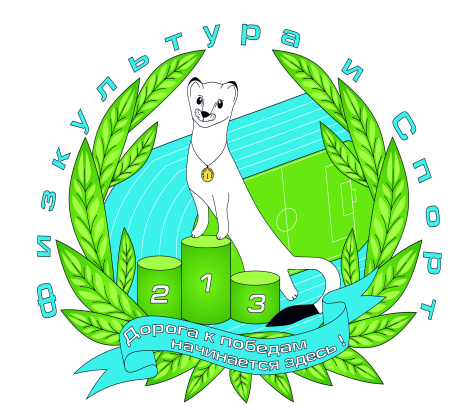 Физкультура и Спорт
2 1 3
Дорога к победам
начинается здесь !